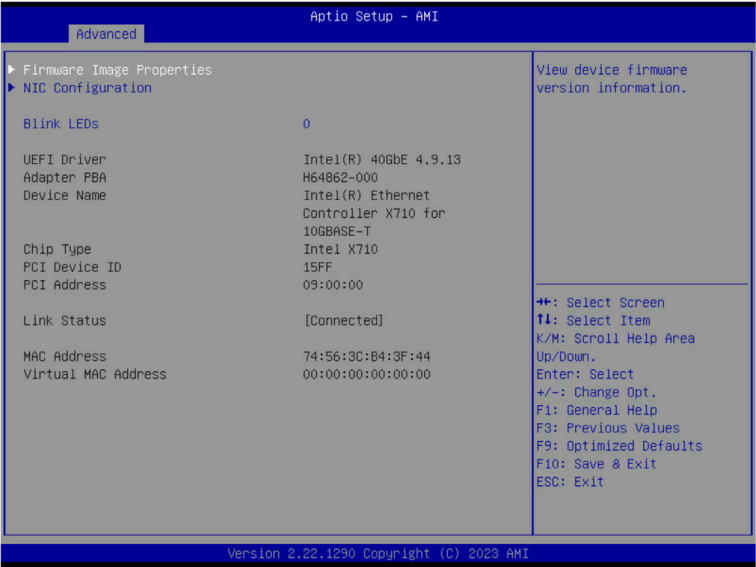 Aptio Setup – AMI
Advanced
Firmware Image Properties
NIC Configuration
Blink LEDs 0
UEFI Driver Intel(R) 40GbE 4.9.13
Adapter PBA H64862-000
Device Name Intel(R) Ethernet
Controller X710 for
10GBASE-T
Chip Type Intel X710
PCI Device ID 15FF
PCI Address 09:00:00
Link Status [Connected]
MAC Address 74:56:3C:B4:3F:44
Virtual MAC Address 00:00:00:00:00:00
View device firmware
version information.
→←: Select Screen
↑↓: Select Item
K/M: Scroll Help Area
Up/Down.
Enter: Select
+/-: Change Opt.
F1: General Help
F3: Previous Values
F9: Optimized Defaults
F10: Save & Exit
ESC: Exit
Version 2.22.1290 Copyright (C) 2023 AMI